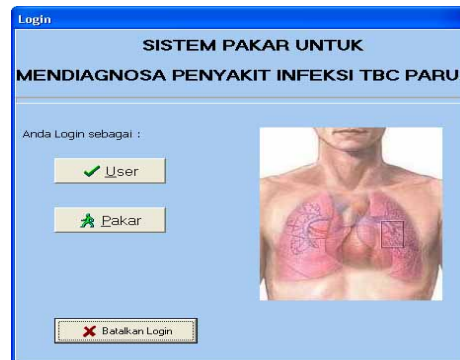 Login
SISTEM PAKAR UNTUK
MENDIAGNOSA PENYAKIT INFEKSI TBC PARU
Anda Login sebagai :
User
Pakar
Batalkan Login